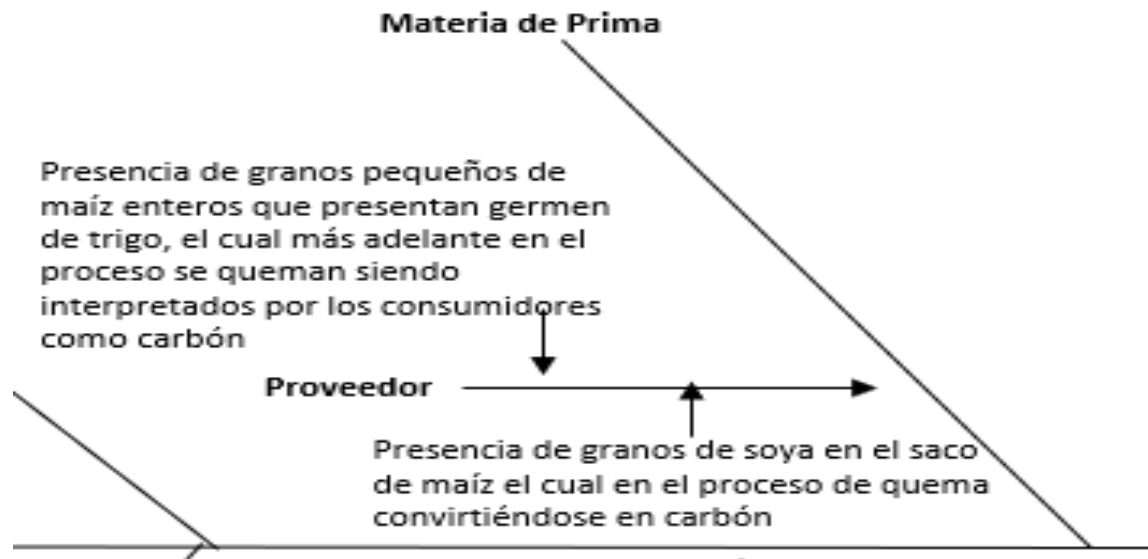 Materia de Prima
Presencia de granos pequeños de
maíz enteros que presentan germen
de trigo, el cual más adelante en el
proceso se queman siendo
interpretados por los consumidores
como carbón
Proveedor
Presencia de granos de soya en el saco
de maíz el cual en el proceso de quema
convirtiéndose en carbón